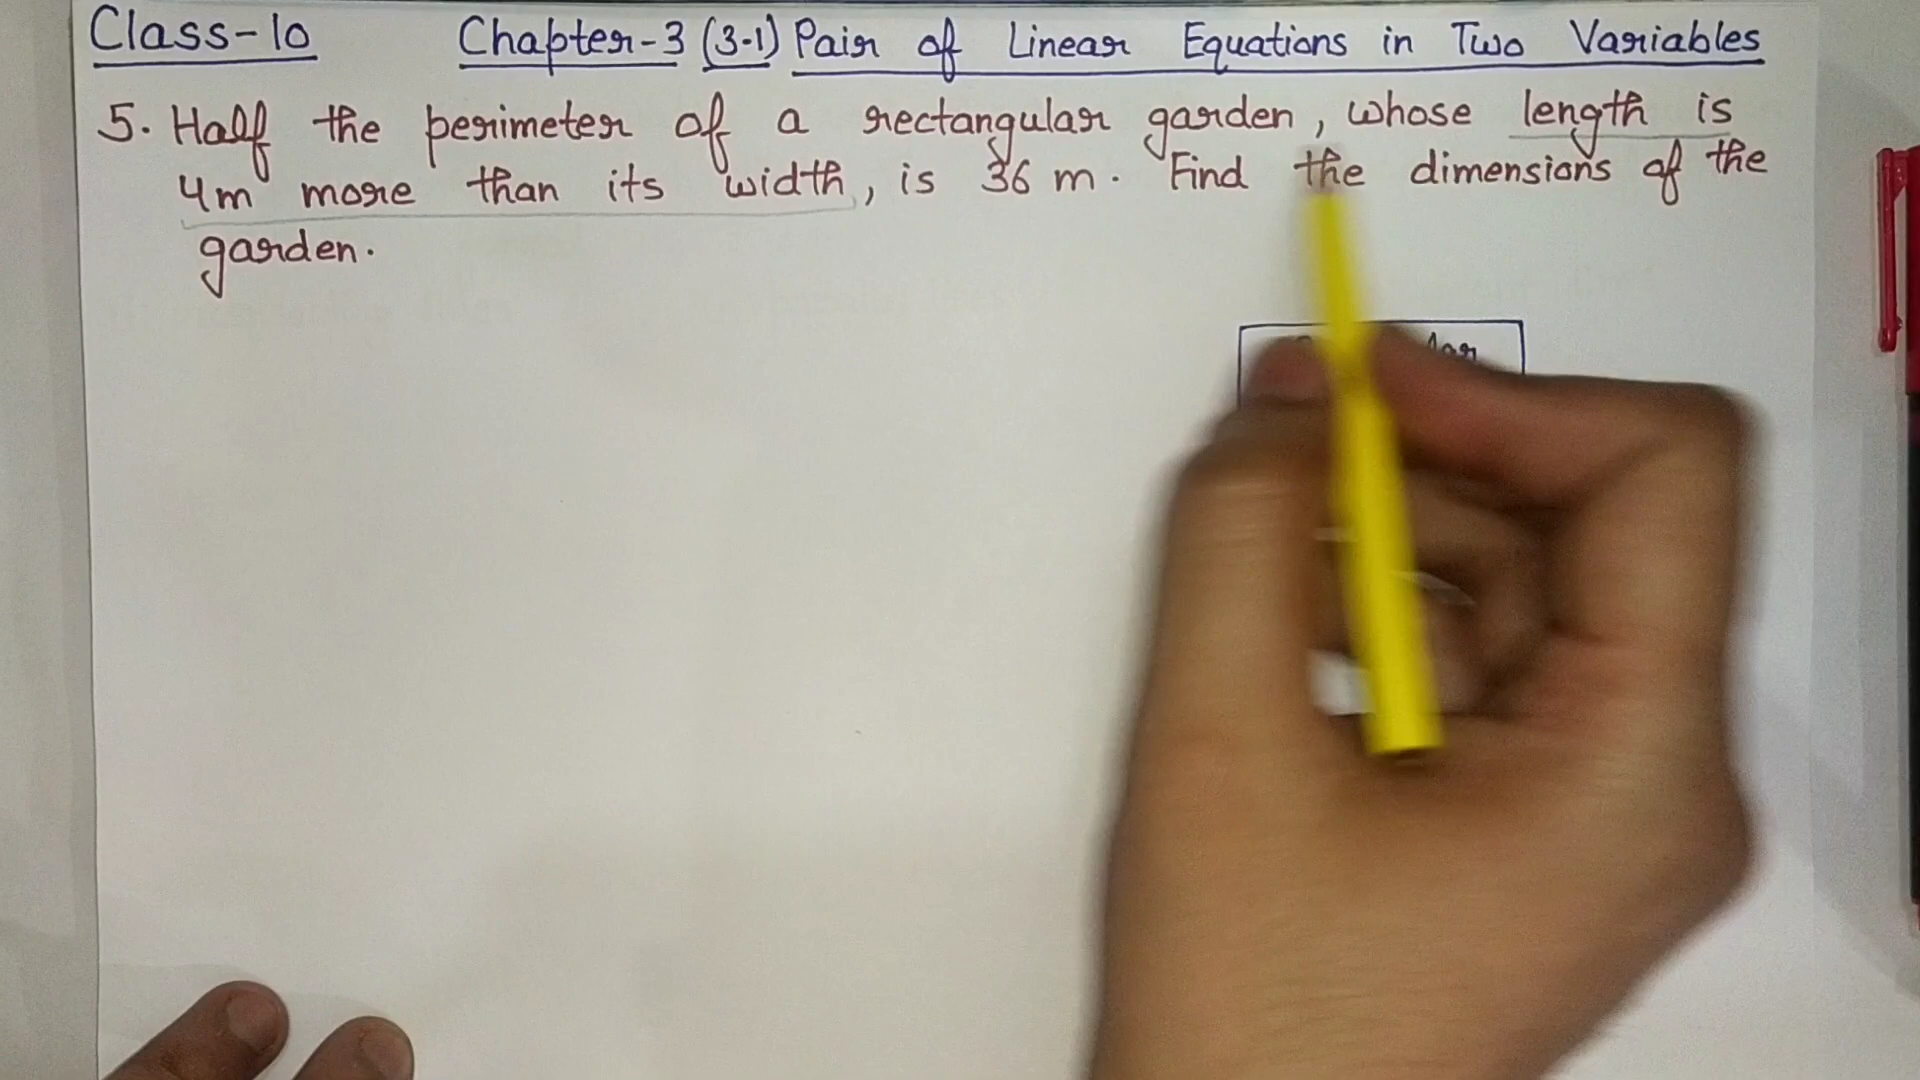 Class-10 Chapter-3 (3.1) Pair of Linear Equations in Two Variables
5. Half the perimeter of a rectangular garden, whose length is
4m more than its width, is 36 m. Find the dimensions of the
garden.